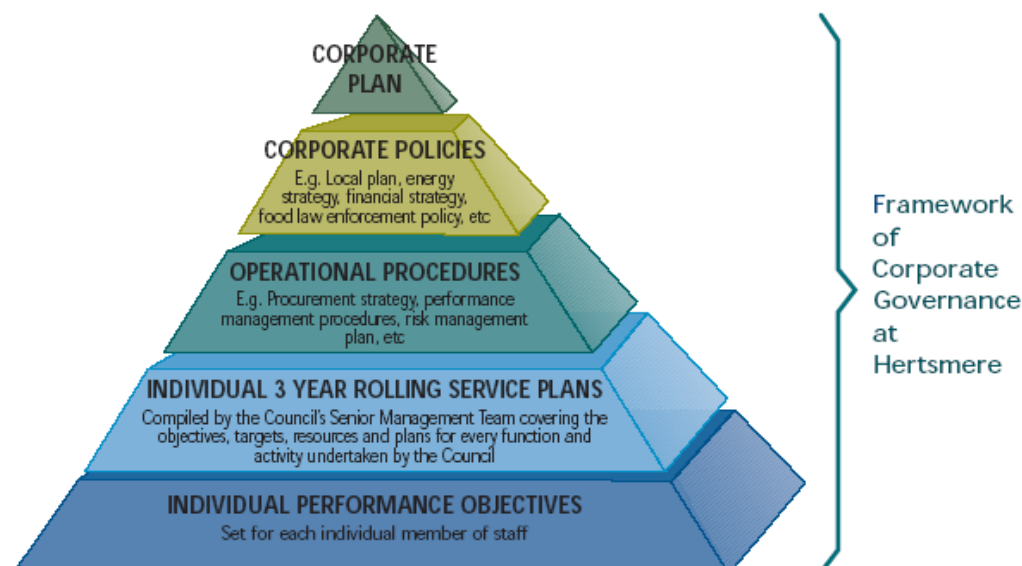 CORPORATE
PLAN
CORPORATE POLICIES
E.g. Local plan, energy
strategy, financial strategy,
food law enforcement policy, etc
OPERATIONAL PROCEDURES
E.g. Procurement strategy, performance
management procedures, risk management
plan, etc
INDIVIDUAL 3 YEAR ROLLING SERVICE PLANS
Compiled by the Council's Senior Management Team covering the
objectives, targets, resources and plans for every function and
activity undertaken by the Council
INDIVIDUAL PERFORMANCE OBJECTIVES
Set for each individual member of staff
Framework
of
Corporate
Governance
at
Hertsmere